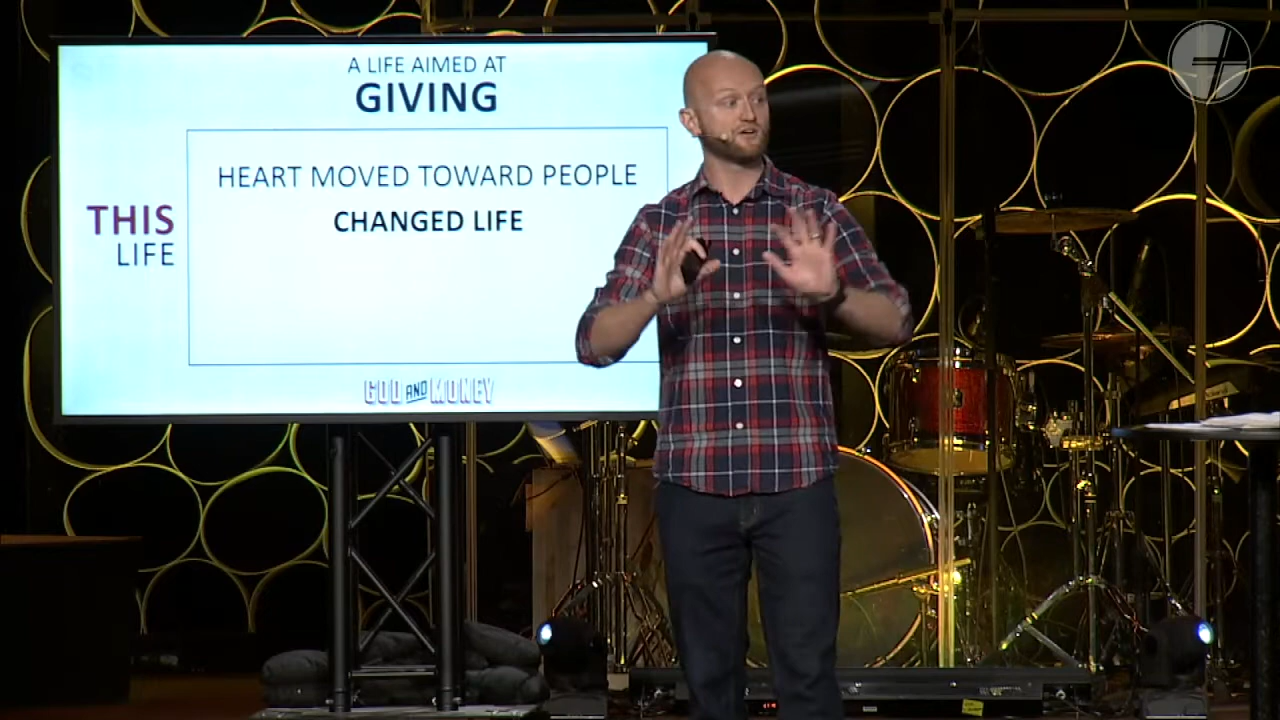 A LIFE AIMED AT
GIVING
HEART MOVED TOWARD PEOPLE
CHANGED LIFE
THIS
LIFE
GOD AND MONEY